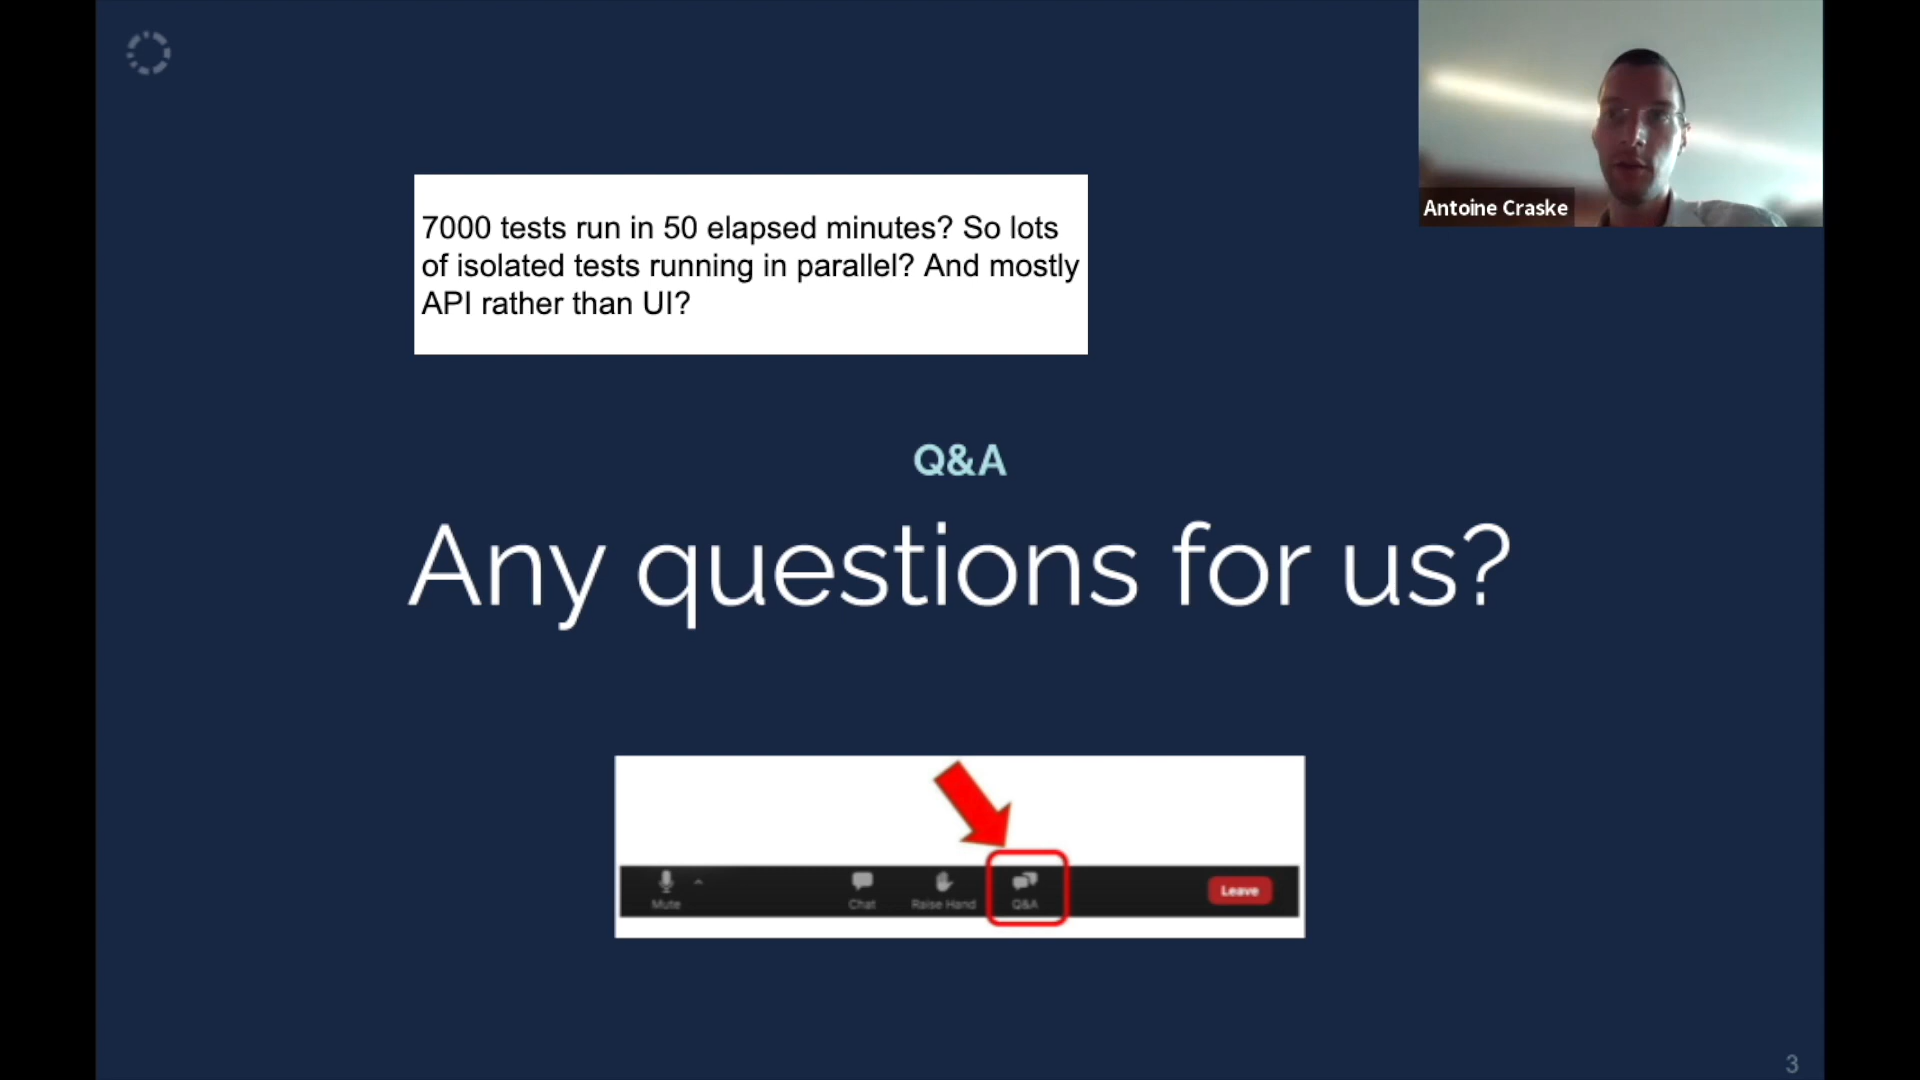 7000 tests run in 50 elapsed minutes? So lots
of isolated tests running in parallel? And mostly
API rather than UI?
Antoine Craske
Q&A
Any questions for us?
Mute
Chat
Raise Hand
Q&A
Leave
3